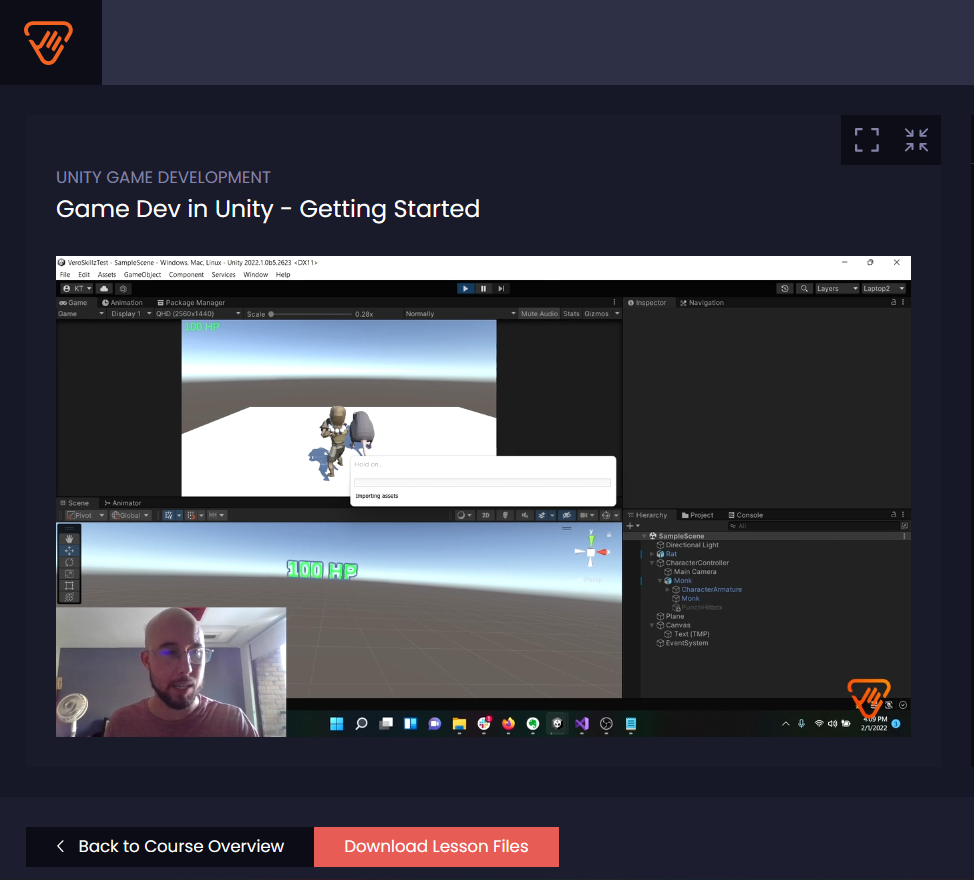 UNITY GAME DEVELOPMENT
Game Dev in Unity - Getting Started
VeroSkillzTest - SampleScene - Windows, Mac, Linux - Unity 2022.1.0b5.2623 <DX11>
File Edit Assets GameObject Component Services Window Help
KT Layers Laptop2
Game Animation Package Manager
Inspector Navigation
Game Display 1 QHD (2560x1440) Scale 0.28x Normally Mute Audio Stats Gizmos
100 HP
Hold on...
Importing assets
Scene Animator
Pivot Global 2D
Hierarchy Project Console
All
SampleScene
Directional Light
Rat
CharacterController
Main Camera
Monk
CharacterArmature
Monk
PunchHitbox
Plane
Canvas
Text (TMP)
EventSystem
100 HP
4:09 PM
2/1/2022
Back to Course Overview
Download Lesson Files